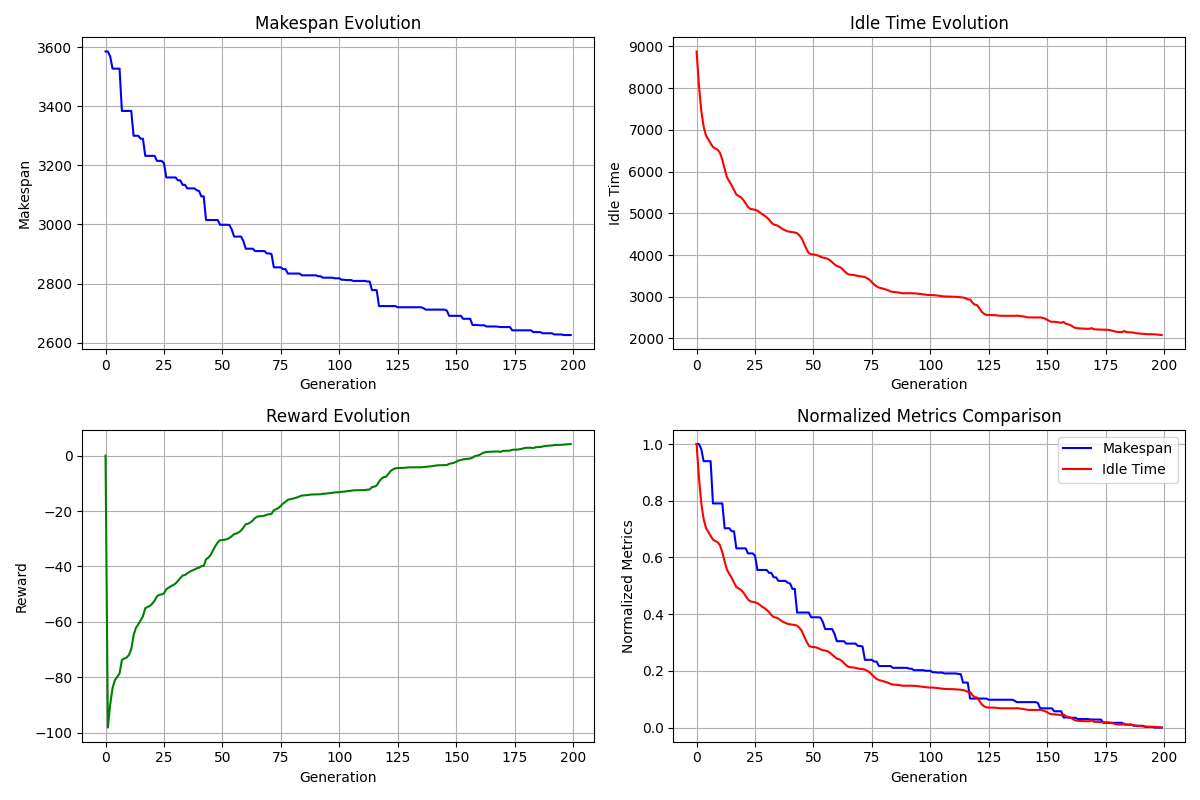 Makespan Evolution
3600
3400
3200
3000
2800
2600
Makespan
0 25 50 75 100 125 150 175 200
Generation
Idle Time Evolution
9000
8000
7000
6000
5000
4000
3000
2000
Idle Time
0 25 50 75 100 125 150 175 200
Generation
Reward Evolution
0
−20
−40
−60
−80
−100
Reward
0 25 50 75 100 125 150 175 200
Generation
Normalized Metrics Comparison
1.0
0.8
0.6
0.4
0.2
0.0
Normalized Metrics
Makespan
Idle Time
0 25 50 75 100 125 150 175 200
Generation